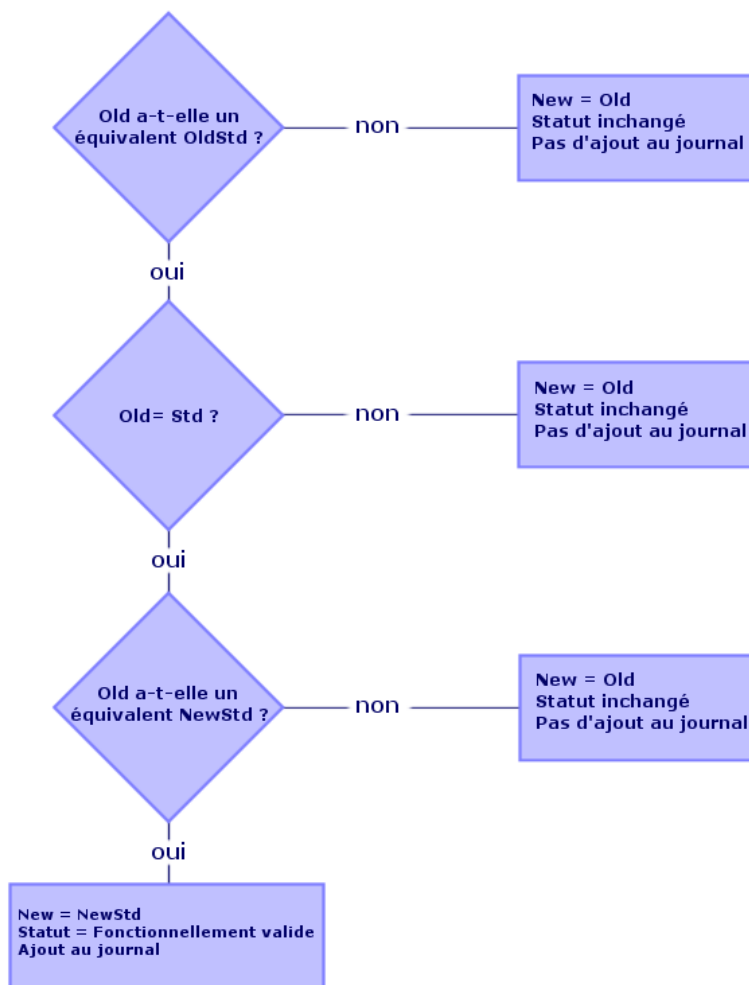 Old a-t-elle un
équivalent OldStd ?
non
New = Old
Statut inchangé
Pas d'ajout au journal
oui
Old= Std ?
non
New = Old
Statut inchangé
Pas d'ajout au journal
oui
Old a-t-elle un
équivalent NewStd ?
non
New = Old
Statut inchangé
Pas d'ajout au journal
oui
New = NewStd
Statut = Fonctionnellement valide
Ajout au journal